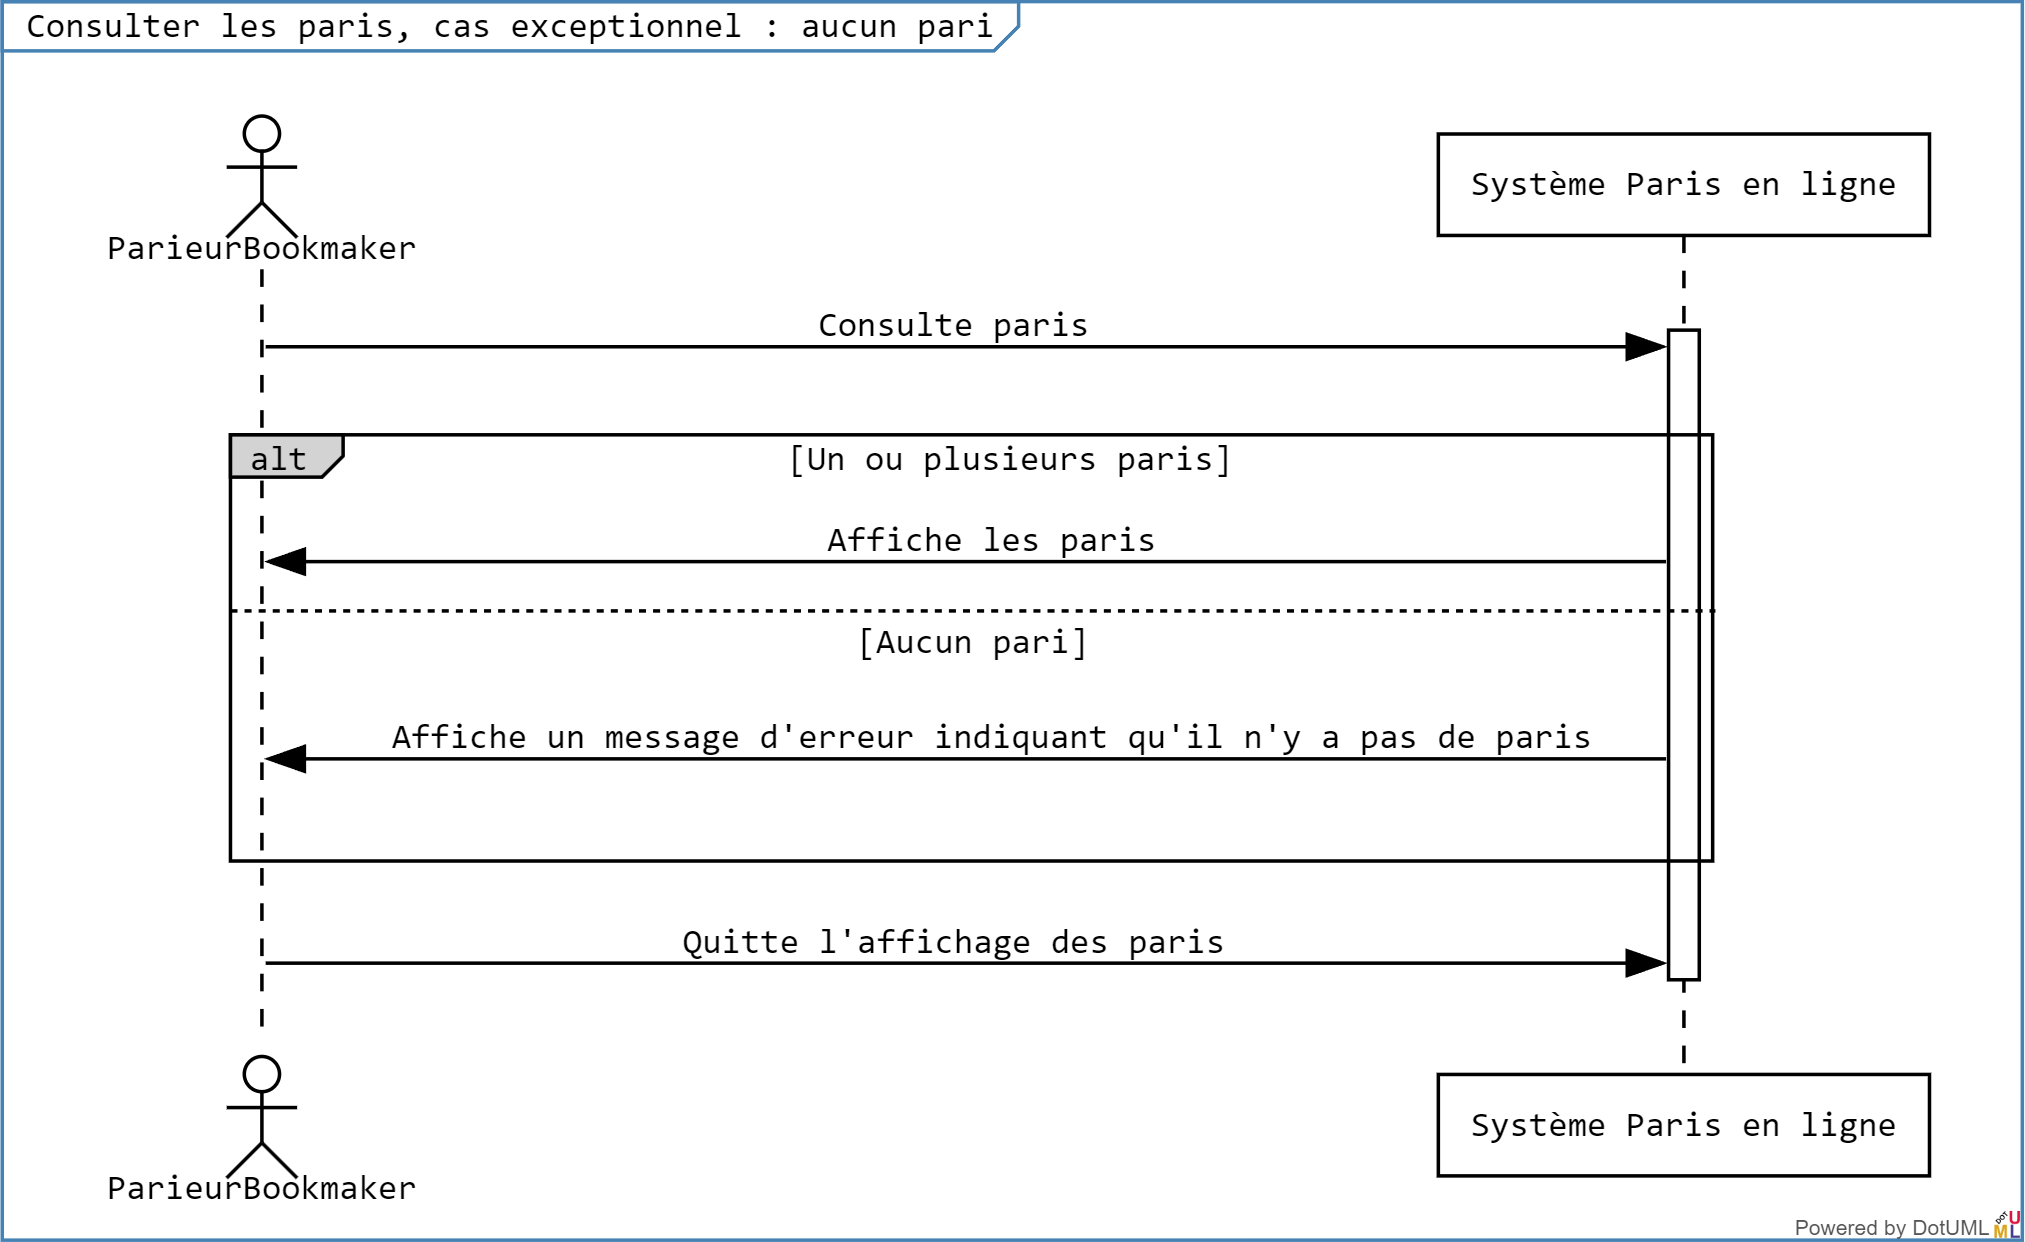 Consulter les paris, cas exceptionnel : aucun pari
ParieurBookmaker
Système Paris en ligne
Consulte paris
alt
[Un ou plusieurs paris]
Affiche les paris
[Aucun pari]
Affiche un message d'erreur indiquant qu'il n'y a pas de paris
Quitte l'affichage des paris
ParieurBookmaker
Système Paris en ligne
Powered by DotUML
DOT
U
ML